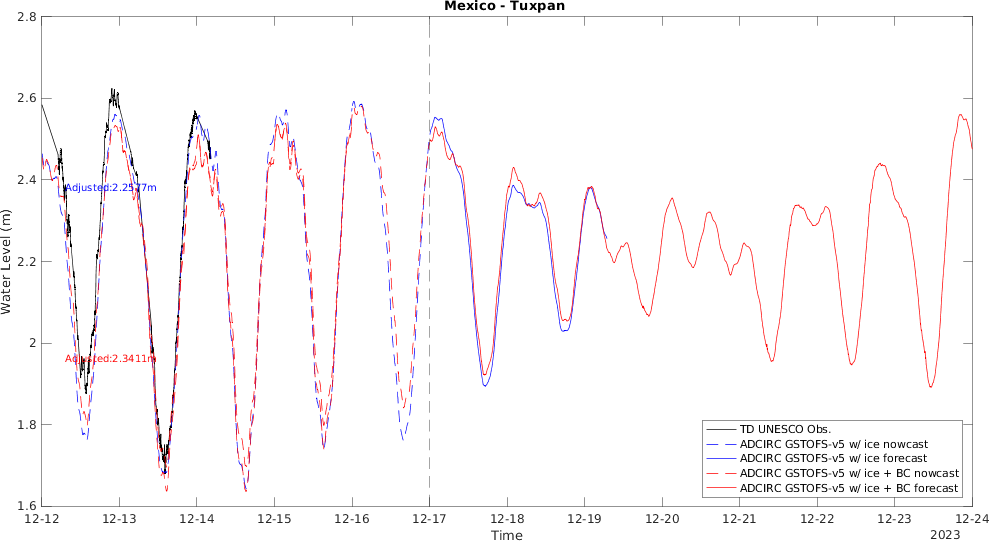 Mexico - Tuxpan
2.8
2.6
2.4
2.2
2
1.8
1.6
Water Level (m)
Adjusted:2.2577m
Adjusted:2.3411m
TD UNESCO Obs.
ADCIRC GSTOFS-v5 w/ ice nowcast
ADCIRC GSTOFS-v5 w/ ice forecast
ADCIRC GSTOFS-v5 w/ ice + BC nowcast
ADCIRC GSTOFS-v5 w/ ice + BC forecast
12-12 12-13 12-14 12-15 12-16 12-17 12-18 12-19 12-20 12-21 12-22 12-23 12-24
Time
2023